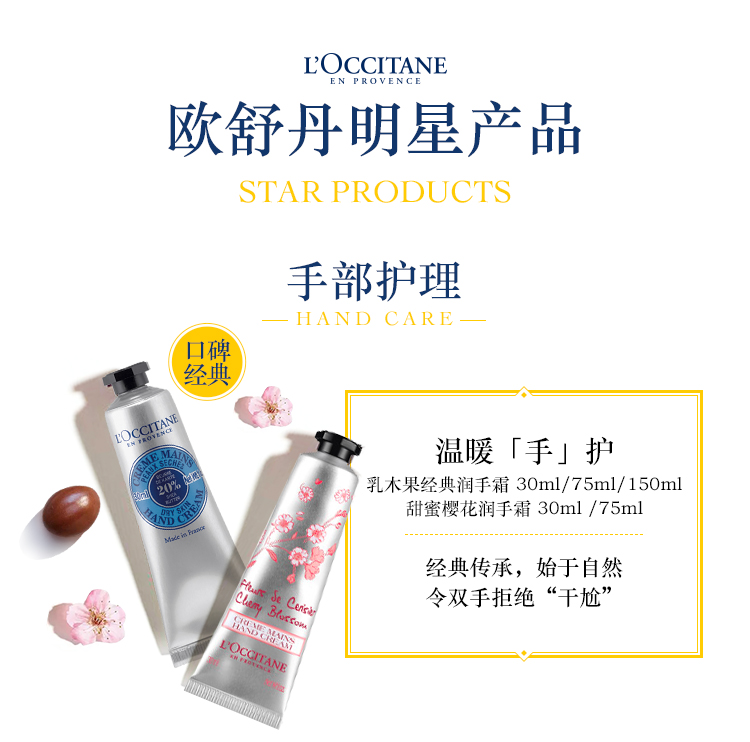 L'OCCITANE
EN PROVENCE
欧舒丹明星产品
STAR PRODUCTS
手部护理
HAND CARE
口碑
经典
L'OCCITANE
EN PROVENCE
CRÈME MAINS
20%
DRY SKIN
HAND CREAM
Made in France
Fleurs de Cerisier
Cherry Blossom
CRÈME MAINS
HAND CREAM
L'OCCITANE
EN PROVENCE
温暖「手」护
乳木果经典润手霜 30ml/75ml/150ml
甜蜜樱花润手霜 30ml /75ml
经典传承，始于自然
令双手拒绝“干尬”